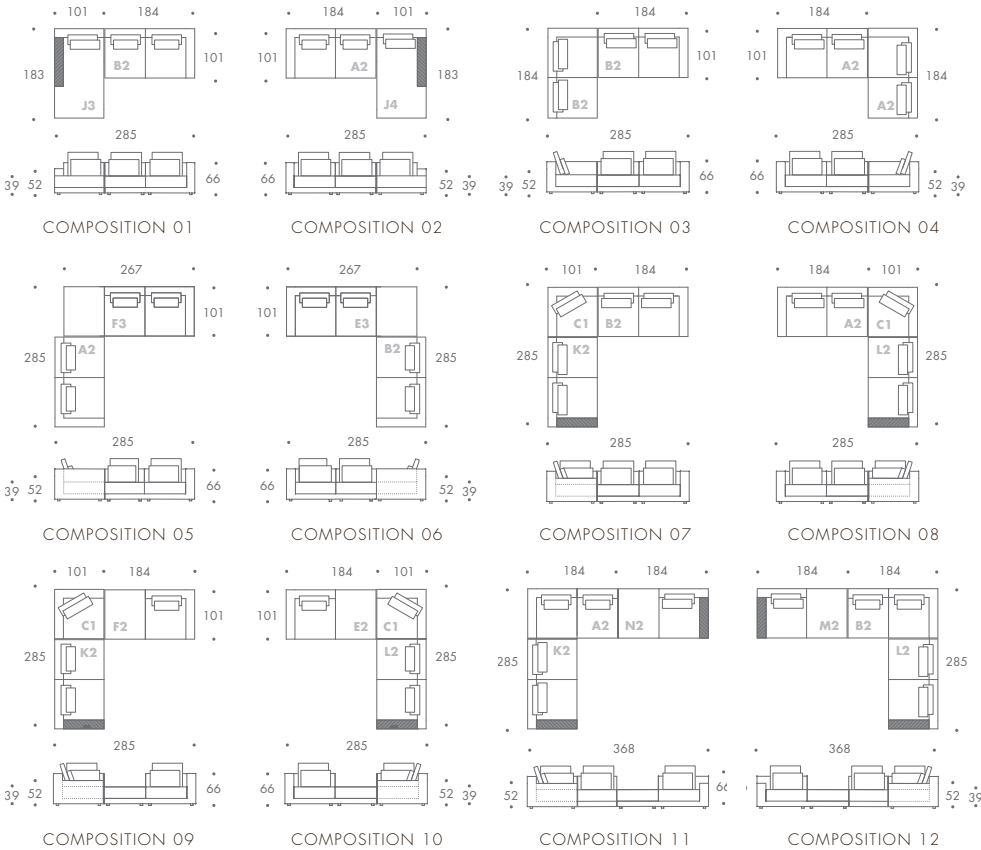 101 184
183 101
B2
J3
285
39 52 66
COMPOSITION 01
184 101
101 183
A2
J4
285
66 52 39
COMPOSITION 02
184
184 101
B2
B2
285
39 52 66
COMPOSITION 03
184
101 184
A2
A2
285
66 52 39
COMPOSITION 04
267
101
F3
285 A2
285
39 52 66
COMPOSITION 05
267
101
E3
B2 285
285
66 52 39
COMPOSITION 06
101 184
C1 B2 101
285 K2
285
COMPOSITION 07
184 101
101 A2 C1
L2 285
285
COMPOSITION 08
101 184
C1 F2 101
285 K2
285
39 52 66
COMPOSITION 09
184 101
101 E2 C1
L2 285
285
66 52 39
COMPOSITION 10
184 184
A2 N2
285 K2
368
52
COMPOSITION 11
184 184
M2 B2
L2 285
368
52 39
COMPOSITION 12